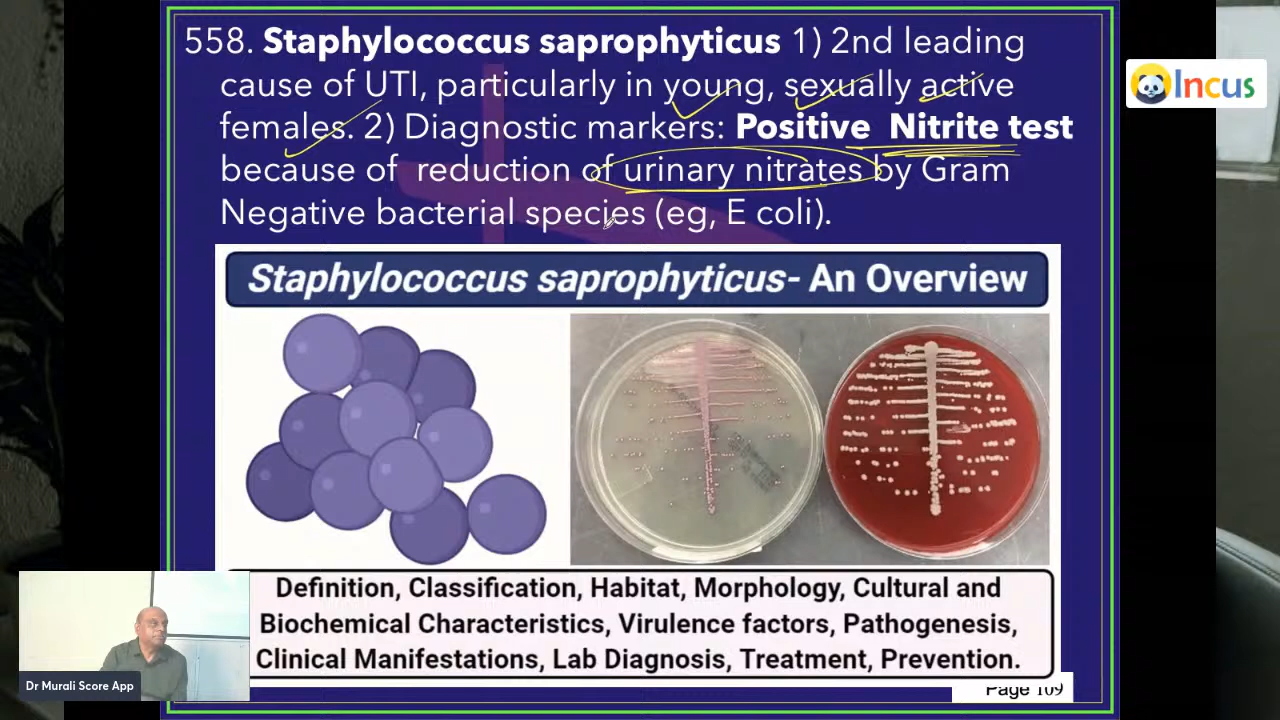 558. Staphylococcus saprophyticus 1) 2nd leading
cause of UTI, particularly in young, sexually active
females. 2) Diagnostic markers: Positive Nitrite test
because of reduction of urinary nitrates by Gram
Negative bacterial species (eg, E coli).
Incus
Staphylococcus saprophyticus- An Overview
Definition, Classification, Habitat, Morphology, Cultural and
Biochemical Characteristics, Virulence factors, Pathogenesis,
Clinical Manifestations, Lab Diagnosis, Treatment, Prevention.
Dr Murali Score App
Page 109